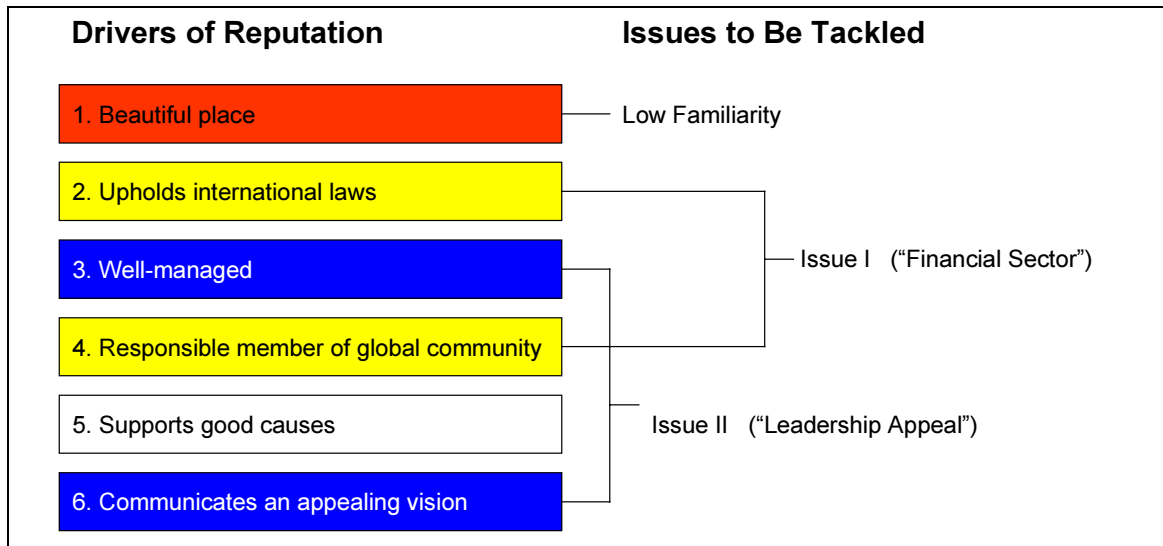 Drivers of Reputation
Issues to Be Tackled
1. Beautiful place
Low Familiarity
2. Upholds international laws
3. Well-managed
Issue I (“Financial Sector”)
4. Responsible member of global community
5. Supports good causes
Issue II (“Leadership Appeal”)
6. Communicates an appealing vision